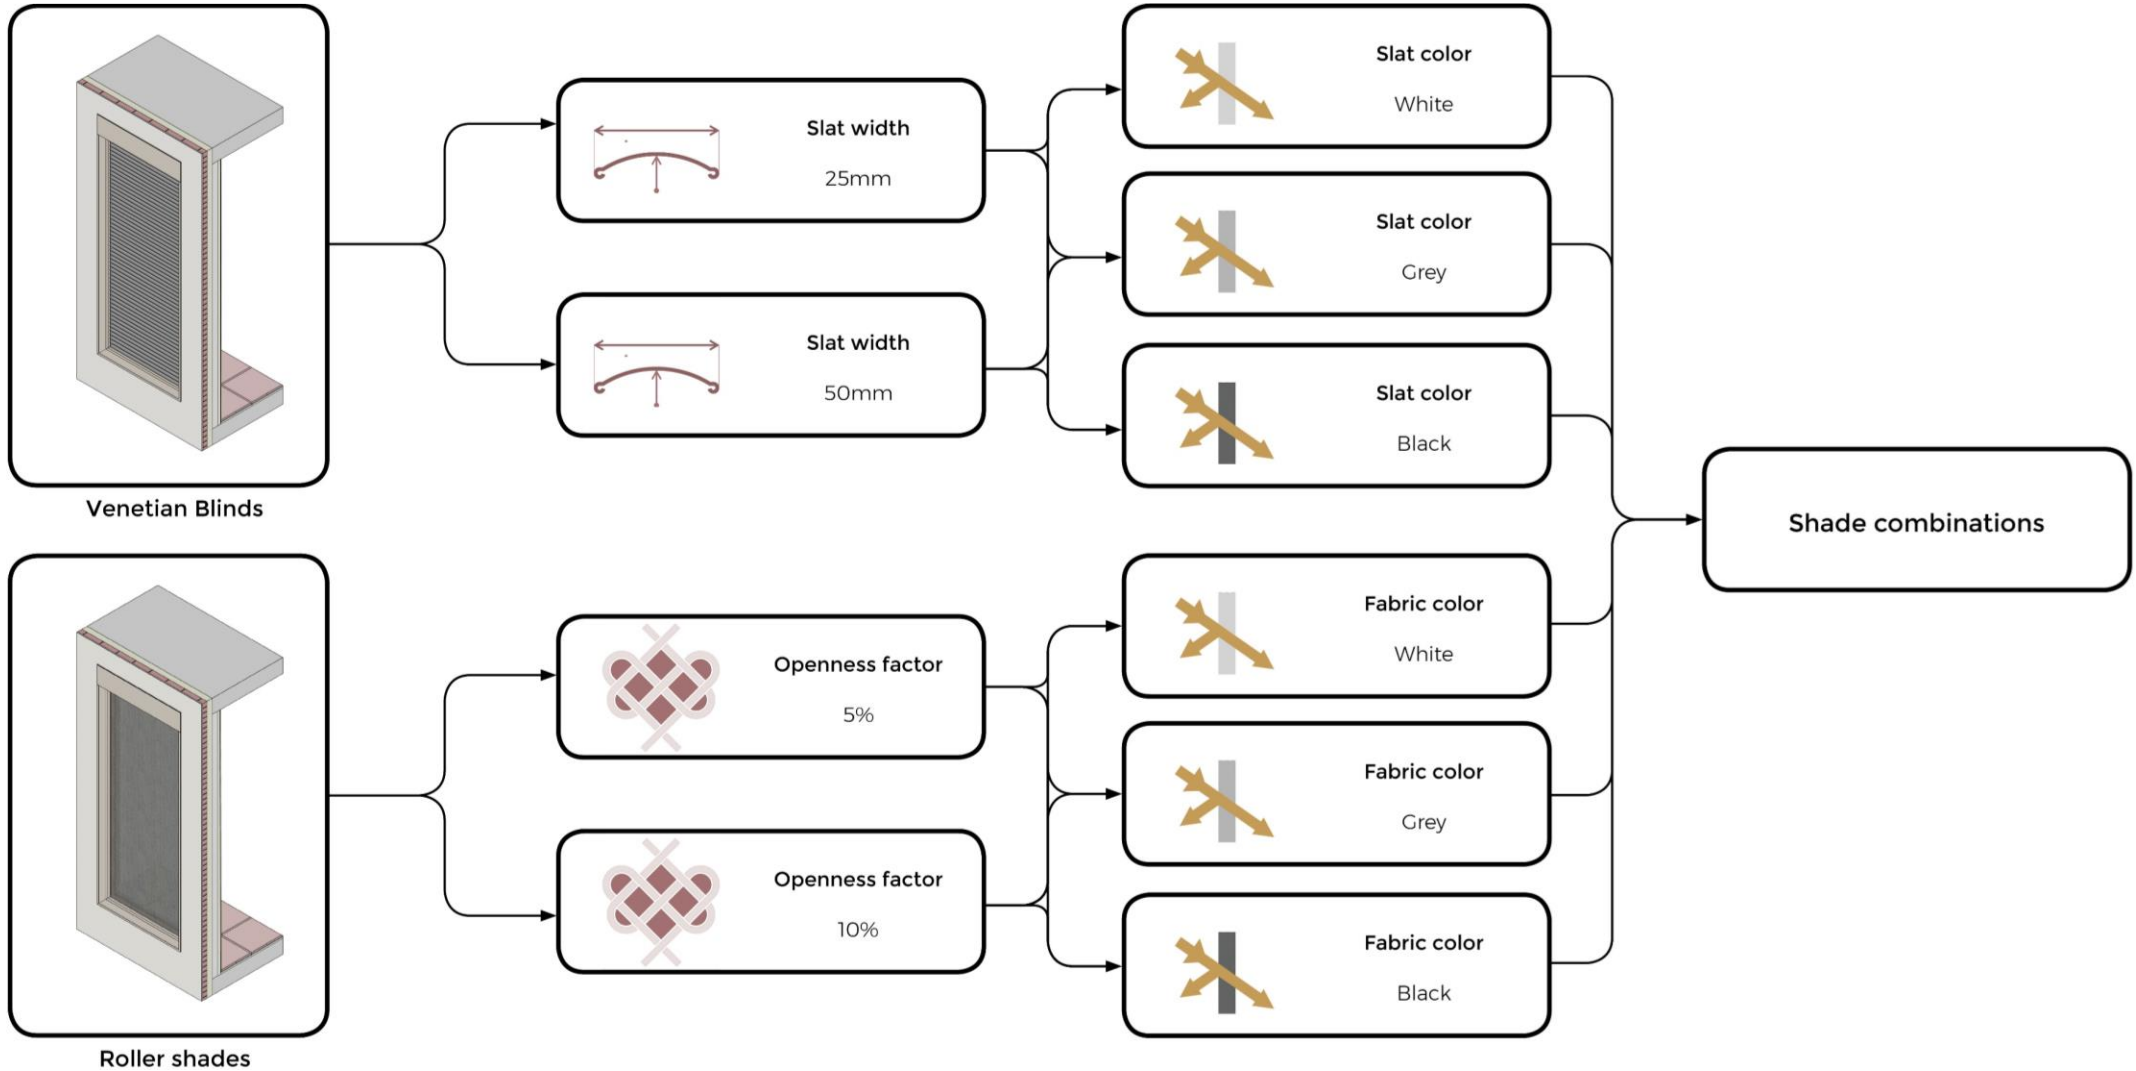 Venetian Blinds
Slat width
25mm
Slat width
50mm
Slat color
White
Slat color
Grey
Slat color
Black
Roller shades
Openness factor
5%
Openness factor
10%
Fabric color
White
Fabric color
Grey
Fabric color
Black
Shade combinations